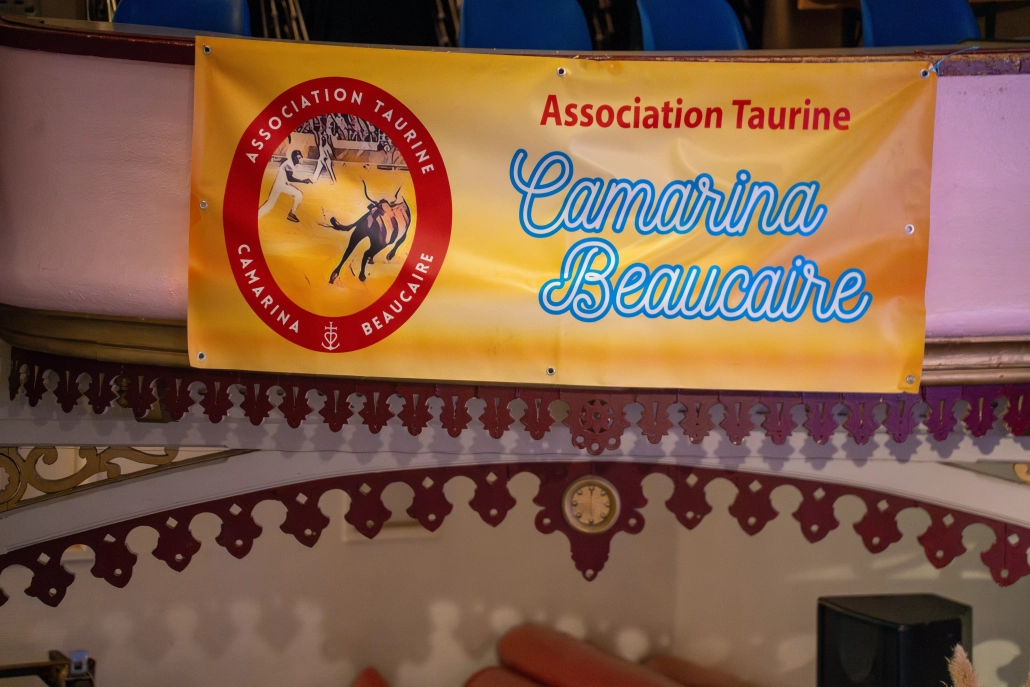 ASSOCIATION TAURINE
CAMARINA BEAUCAIRE
Association Taurine
Camarina
Beaucaire